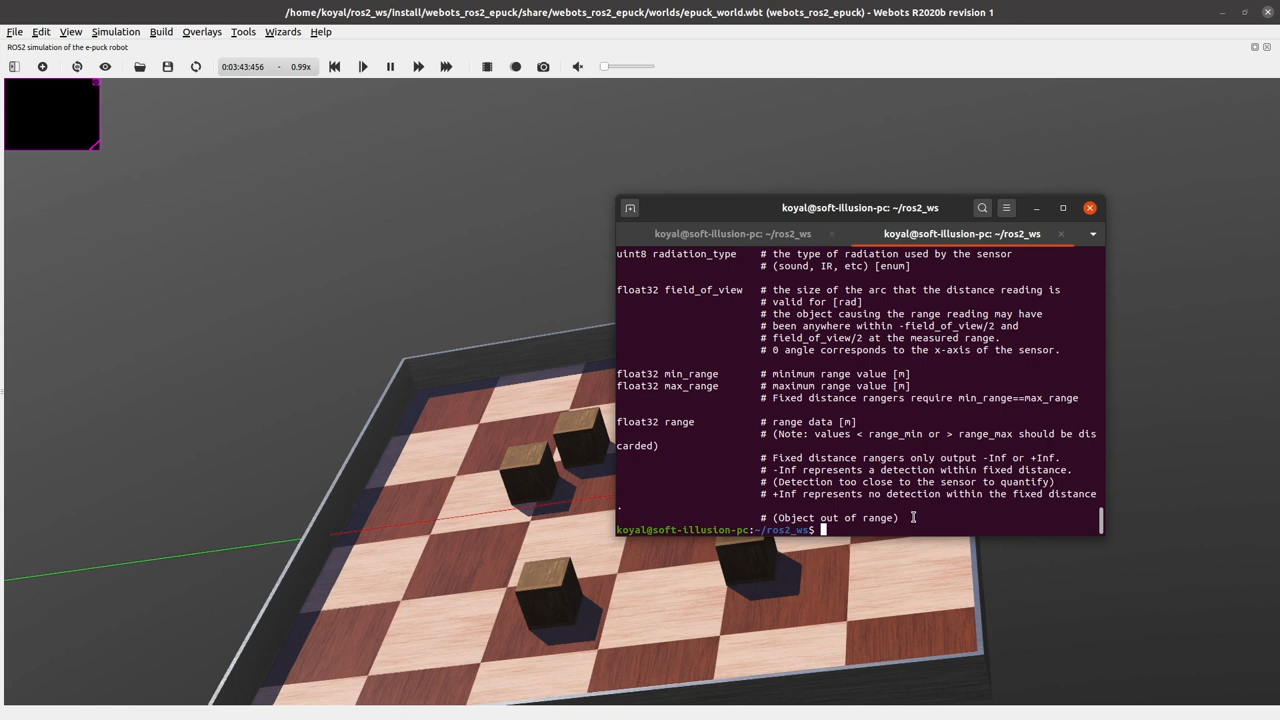 /home/koyal/ros2_ws/install/webots_ros2_epuck/share/webots_ros2_epuck/worlds/epuck_world.wbt (webots_ros2_epuck) - Webots R2020b revision 1
File Edit View Simulation Build Overlays Tools Wizards Help
ROS2 simulation of the e-puck robot
0:03:43:456 - 0.99x
koyal@soft-illusion-pc: ~/ros2_ws
koyal@soft-illusion-pc: ~/ros2_ws koyal@soft-illusion-pc: ~/ros2_ws
uint8 radiation_type # the type of radiation used by the sensor
# (sound, IR, etc) [enum]
float32 field_of_view # the size of the arc that the distance reading is
# valid for [rad]
# the object causing the range reading may have
# been anywhere within -field_of_view/2 and
# field_of_view/2 at the measured range.
# 0 angle corresponds to the x-axis of the sensor.
float32 min_range # minimum range value [m]
float32 max_range # maximum range value [m]
# Fixed distance rangers require min_range==max_range
float32 range # range data [m]
# (Note: values < range_min or > range_max should be dis
carded)
# Fixed distance rangers only output -Inf or +Inf.
# -Inf represents a detection within fixed distance.
# (Detection too close to the sensor to quantify)
# +Inf represents no detection within the fixed distance
.
# (Object out of range)
koyal@soft-illusion-pc:~/ros2_ws$